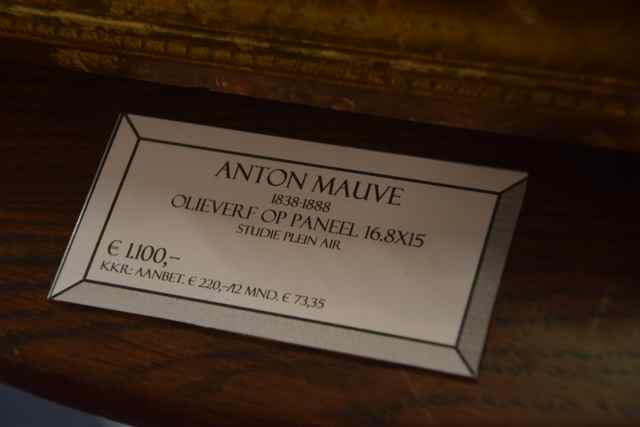 ANTON MAUVE
1838-1888
OLIEVERF OP PANEEL 16,8X15
STUDIE PLEIN AIR
€ 1.100,-
KKR: AANBET. € 220,-/12 MND. € 73,35